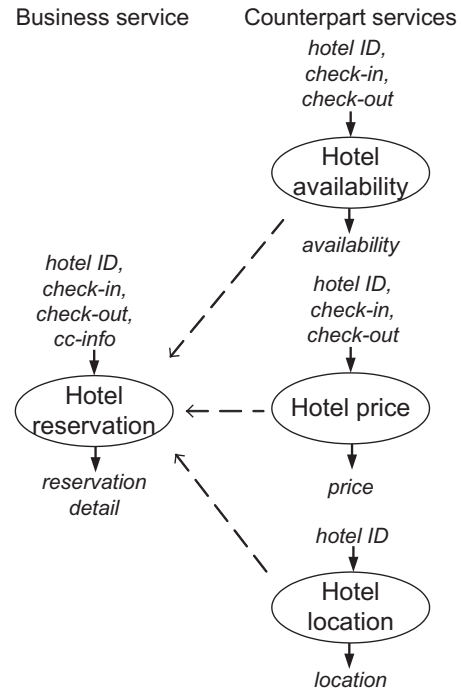 Business service
Counterpart services
hotel ID,
check-in,
check-out
Hotel
availability
availability
hotel ID,
check-in,
check-out,
cc-info
Hotel
reservation
reservation
detail
hotel ID,
check-in,
check-out
Hotel price
price
hotel ID
Hotel
location
location